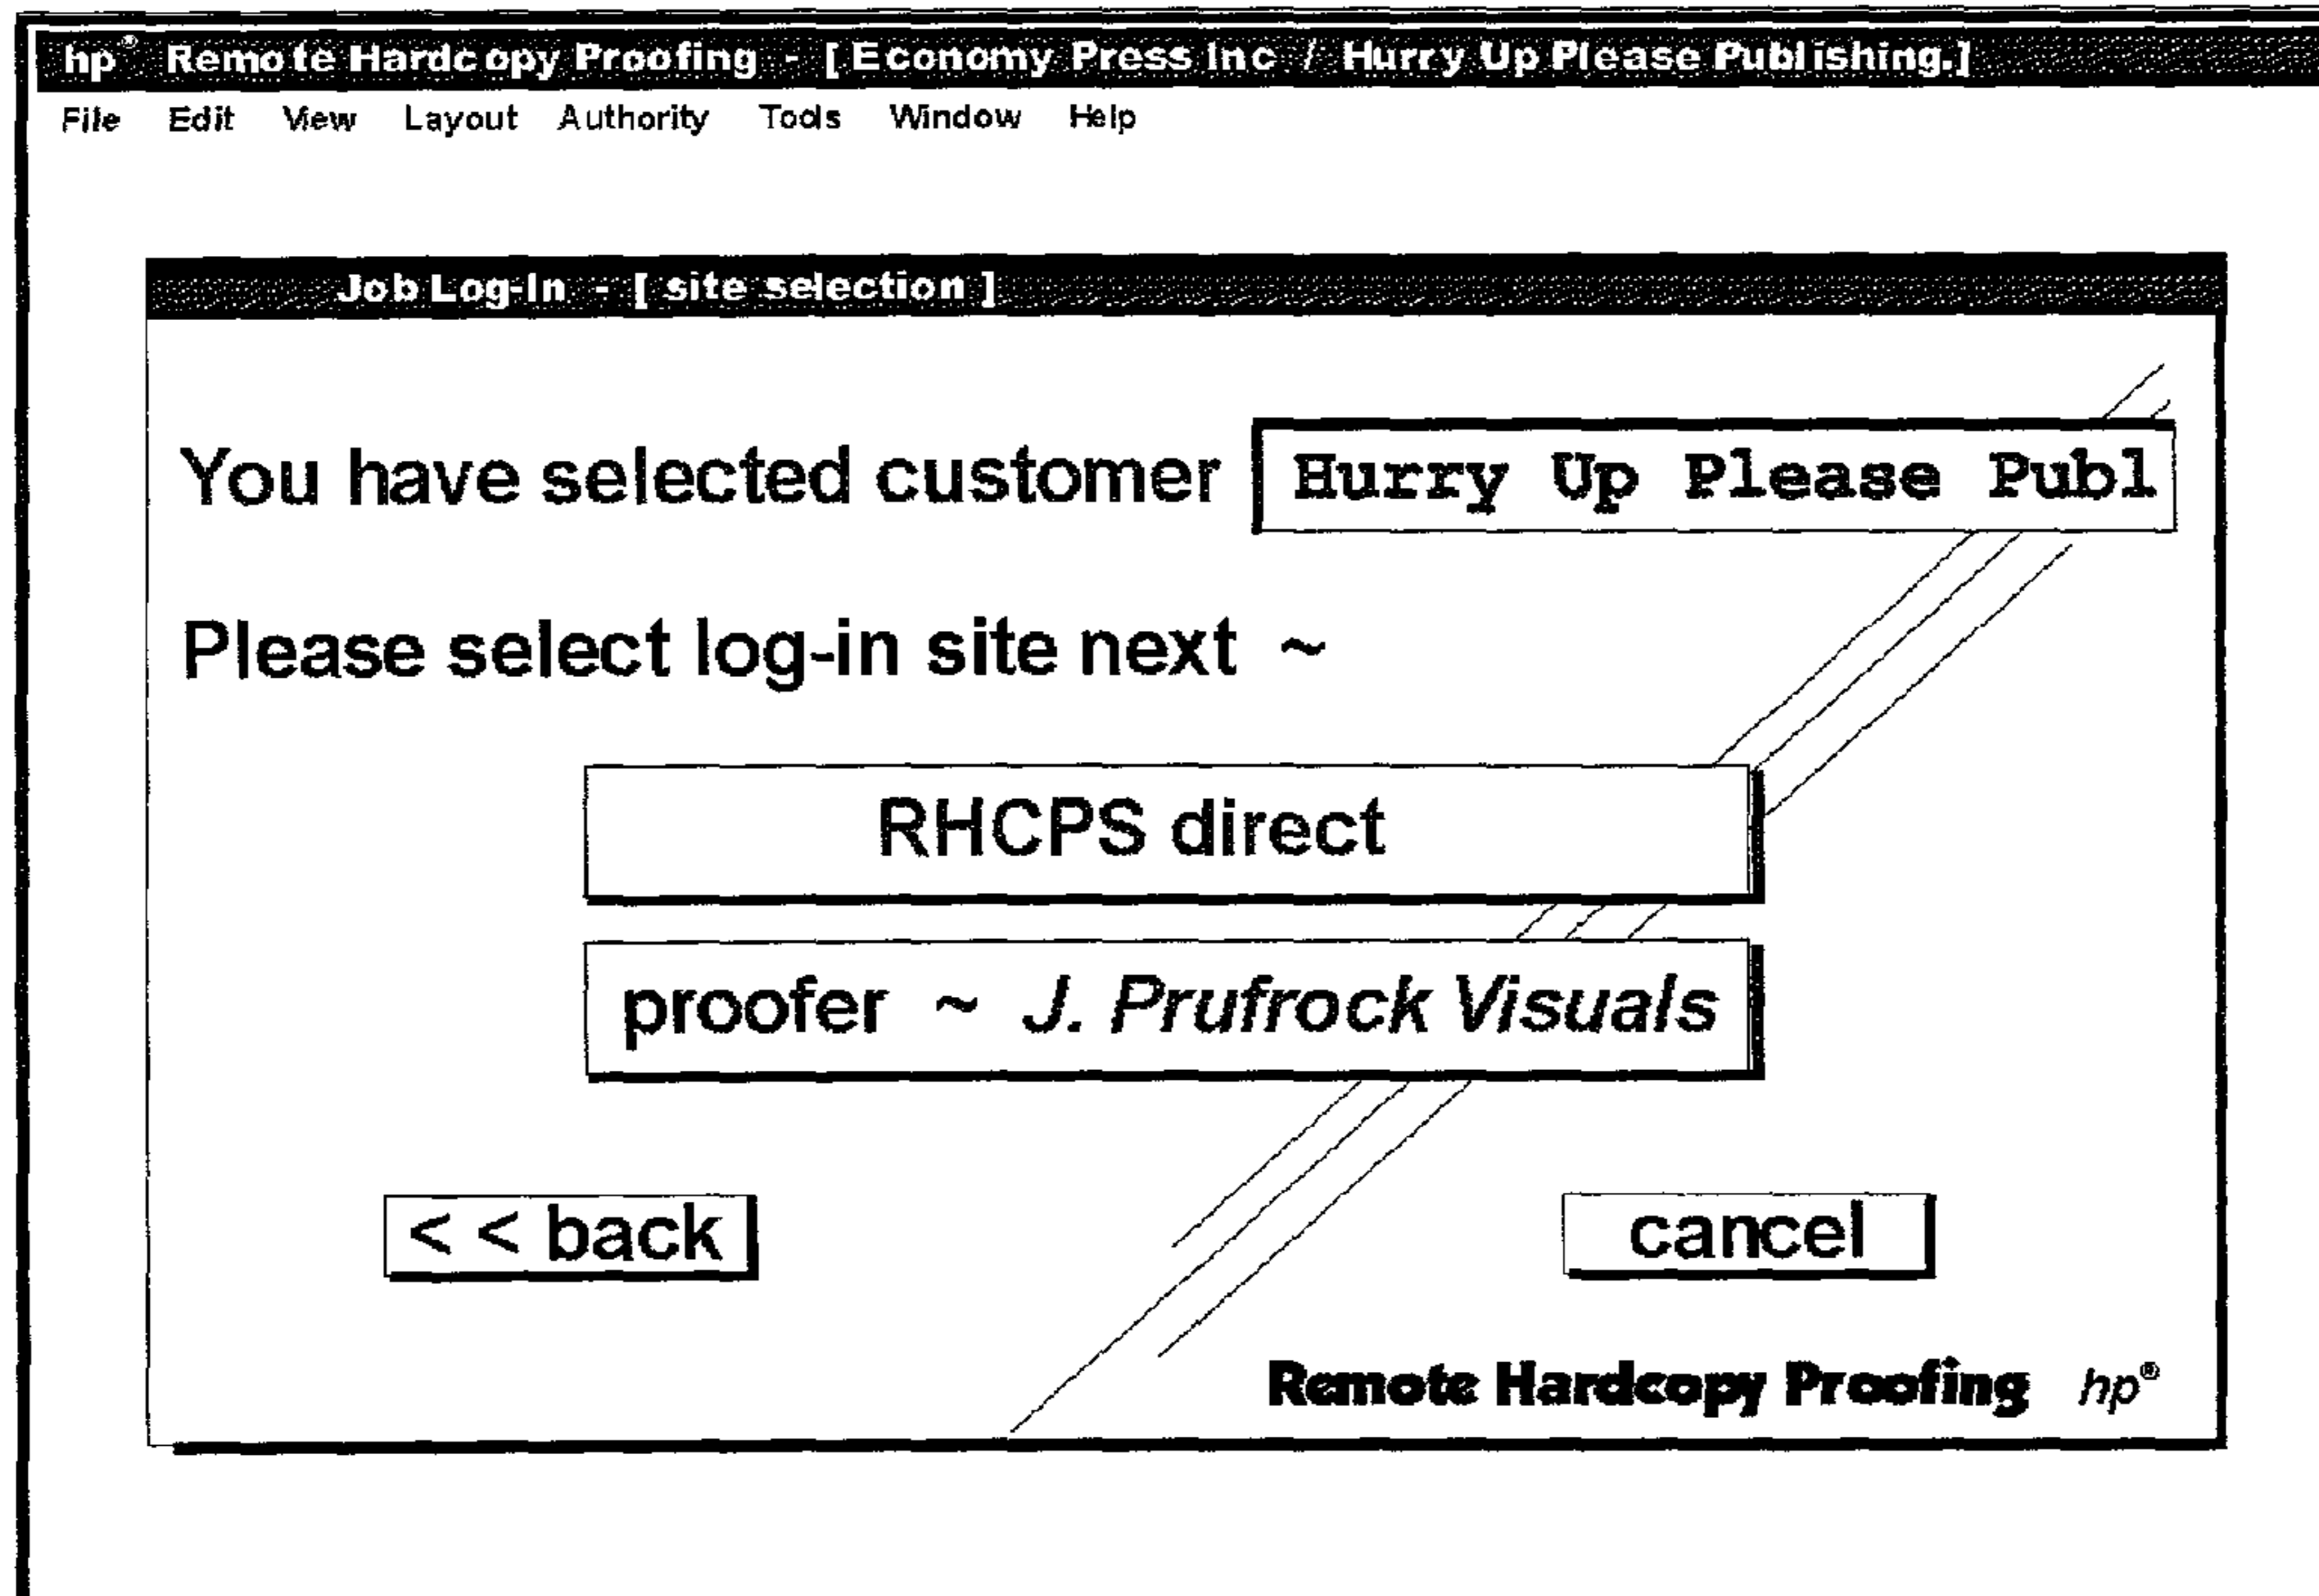 hp® Remote Hardcopy Proofing - [ Economy Press Inc / Hurry Up Please Publishing.]
File Edit View Layout Authority Tools Window Help
Job Log-In - [ site selection ]
You have selected customer Hurry Up Please Publ
Please select log-in site next ~
RHCPS direct
proofer ~ J. Prufrock Visuals
< < back cancel
Remote Hardcopy Proofing hp®